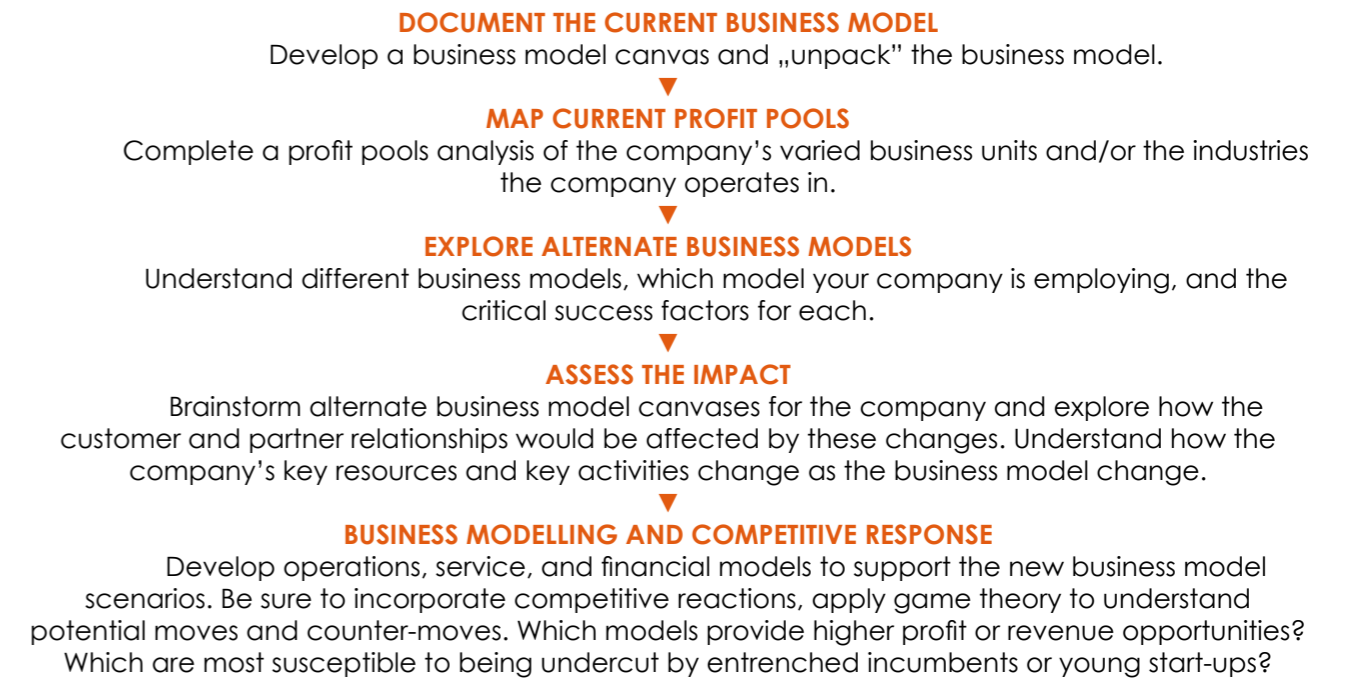 DOCUMENT THE CURRENT BUSINESS MODEL
Develop a business model canvas and „unpack” the business model.
▼
MAP CURRENT PROFIT POOLS
Complete a profit pools analysis of the company’s varied business units and/or the industries
the company operates in.
▼
EXPLORE ALTERNATE BUSINESS MODELS
Understand different business models, which model your company is employing, and the
critical success factors for each.
▼
ASSESS THE IMPACT
Brainstorm alternate business model canvases for the company and explore how the
customer and partner relationships would be affected by these changes. Understand how the
company’s key resources and key activities change as the business model change.
▼
BUSINESS MODELLING AND COMPETITIVE RESPONSE
Develop operations, service, and financial models to support the new business model
scenarios. Be sure to incorporate competitive reactions, apply game theory to understand
potential moves and counter-moves. Which models provide higher profit or revenue opportunities?
Which are most susceptible to being undercut by entrenched incumbents or young start-ups?